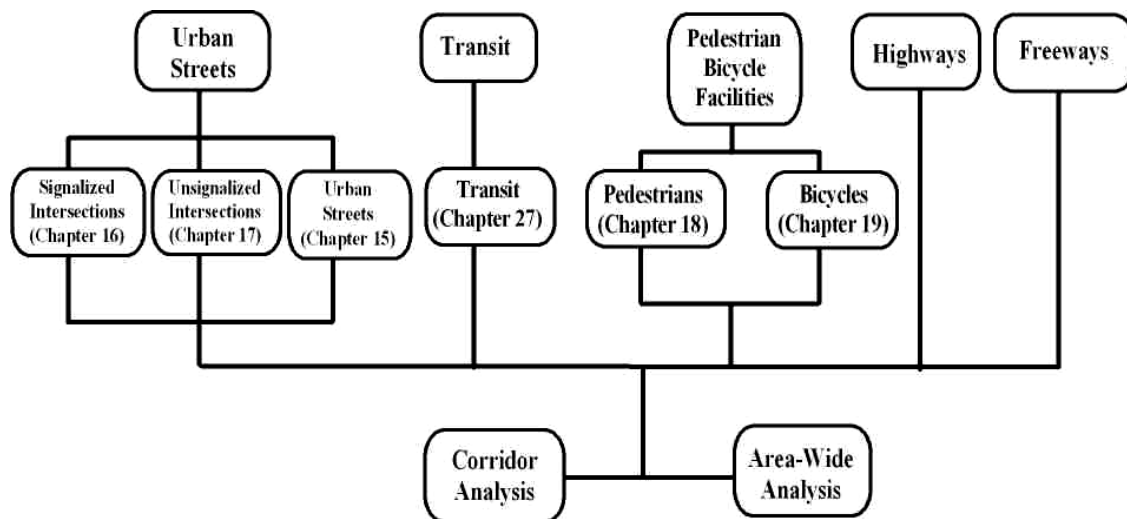 Urban
Streets
Transit
Pedestrian
Bicycle
Facilities
Highways
Freeways
Signalized
Intersections
(Chapter 16)
Unsignalized
Intersections
(Chapter 17)
Urban
Streets
(Chapter 15)
Transit
(Chapter 27)
Pedestrians
(Chapter 18)
Bicycles
(Chapter 19)
Corridor
Analysis
Area-Wide
Analysis